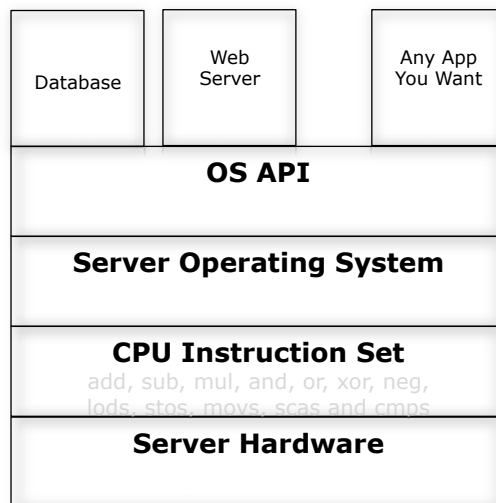 Database
Web
Server
Any App
You Want
OS API
Server Operating System
CPU Instruction Set
add, sub, mul, and, or, xor, neg,
lods, stos, movs, scas and cmps
Server Hardware